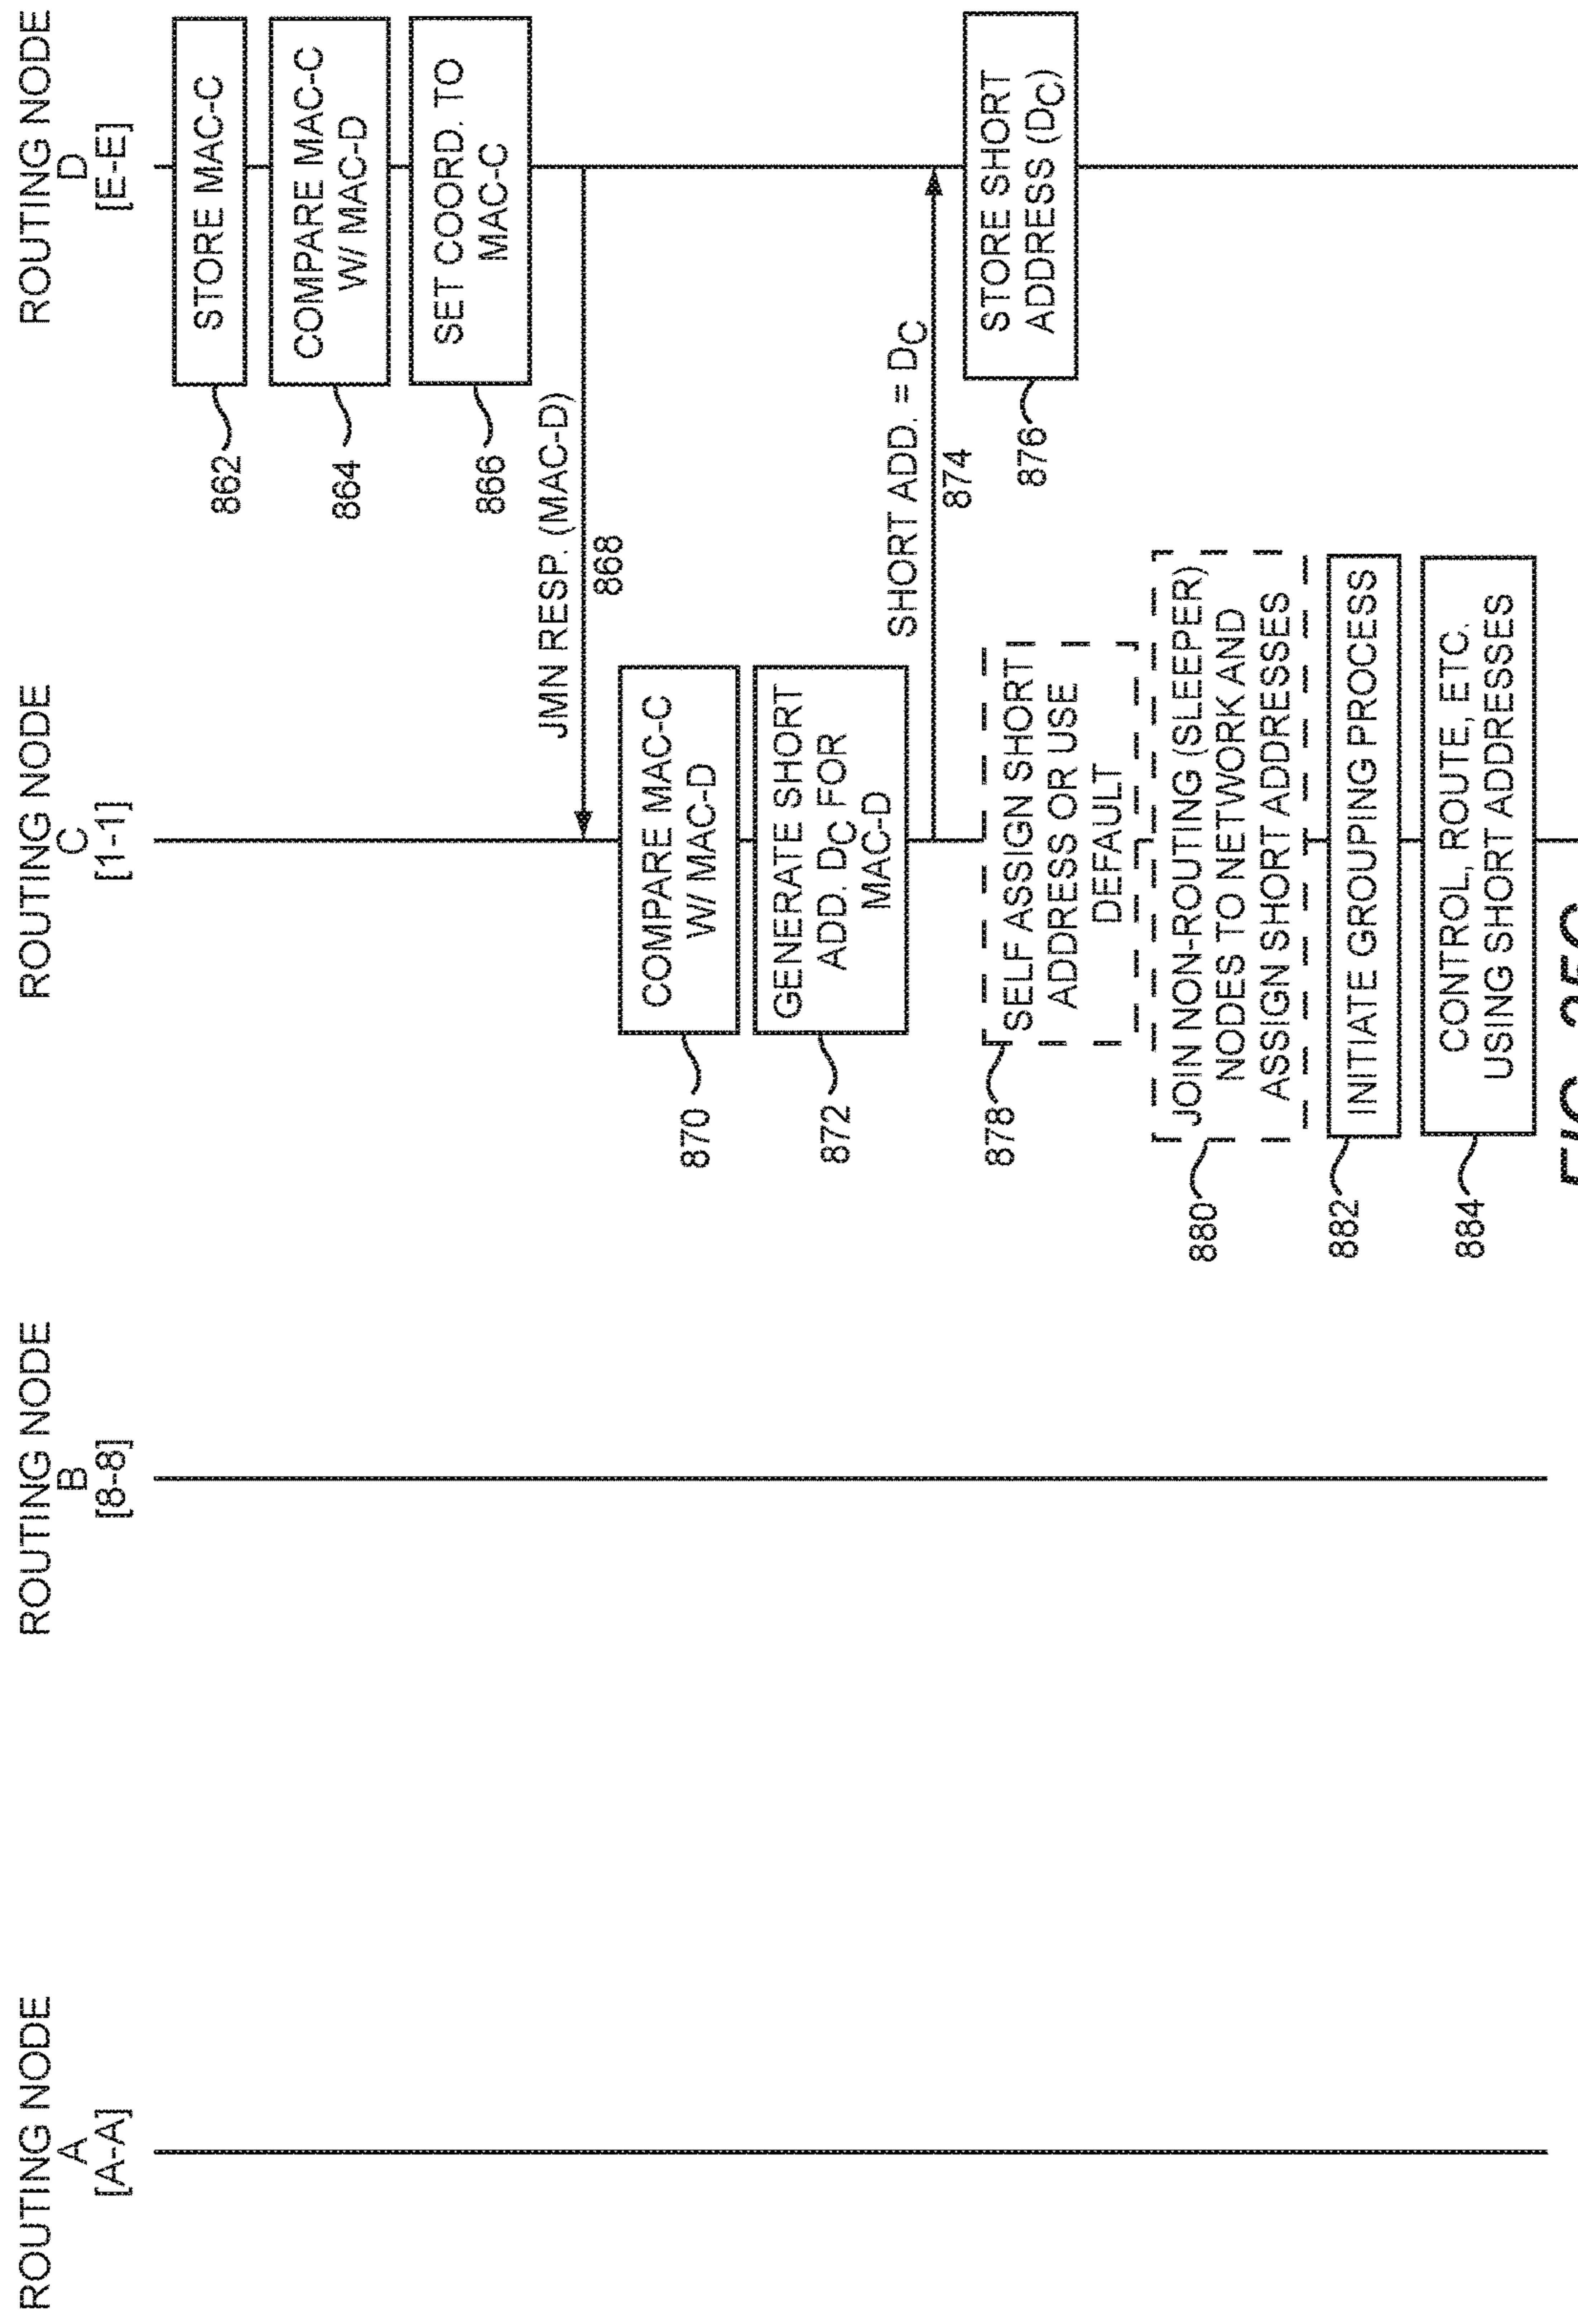 ROUTING NODE
A
[A-A]
ROUTING NODE
B
[8-8]
ROUTING NODE
C
[1-1]
ROUTING NODE
D
[E-E]
862
STORE MAC-C
864
COMPARE MAC-C
W/ MAC-D
866
SET COORD. TO
MAC-C
JMN RESP. (MAC-D)
868
870
COMPARE MAC-C
W/ MAC-D
872
GENERATE SHORT
ADD. DC FOR
MAC-D
SHORT ADD. = DC
874
876
STORE SHORT
ADDRESS (DC)
878
SELF ASSIGN SHORT
ADDRESS OR USE
DEFAULT
880
JOIN NON-ROUTING (SLEEPER)
NODES TO NETWORK AND
ASSIGN SHORT ADDRESSES
882
INITIATE GROUPING PROCESS
884
CONTROL, ROUTE, ETC.
USING SHORT ADDRESSES